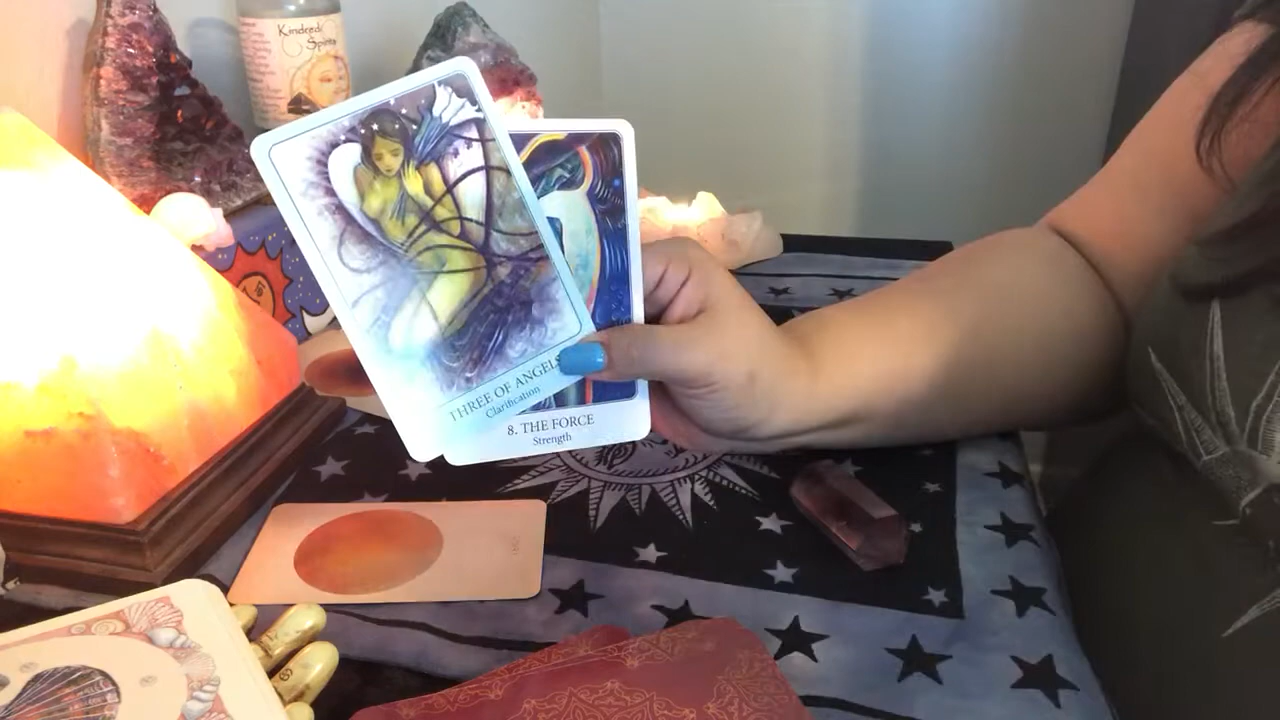 Kindred
Spirits
THREE OF ANGELS
Clarification
8. THE FORCE
Strength